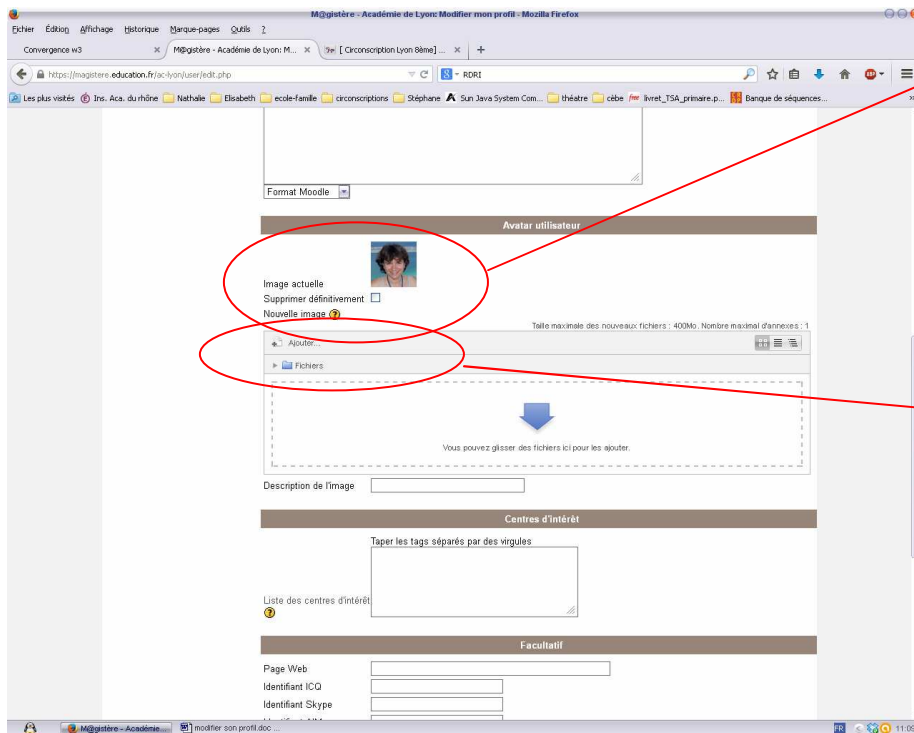 M@gistère - Académie de Lyon: Modifier mon profil - Mozilla Firefox
Fichier Édition Affichage Historique Marque-pages Outils ?
Convergence w3 × M@gistère - Académie de Lyon: M... × [ Circonscription Lyon 8ème] ... × +
https://magistere.education.fr/ac-lyon/user/edit.php RDRI
Les plus visités Ins. Aca. du rhône Nathalie Elisabeth ecole-famille circonscriptions Stéphane Sun Java System Com... théatre cèbe free livret_TSA_primaire.p... Banque de séquences... »
Format Moodle
Avatar utilisateur
Image actuelle
Supprimer définitivement
Nouvelle image ?
Taille maximale des nouveaux fichiers : 400Mo. Nombre maximal d'annexes : 1
Ajouter...
Fichiers
Vous pouvez glisser des fichiers ici pour les ajouter.
Description de l'image
Centres d'intérêt
Taper les tags séparés par des virgules
Liste des centres d'intérêt
?
Facultatif
Page Web
Identifiant ICQ
Identifiant Skype
M@gistère - Académie... modifier son profil.doc ... FR 11:09